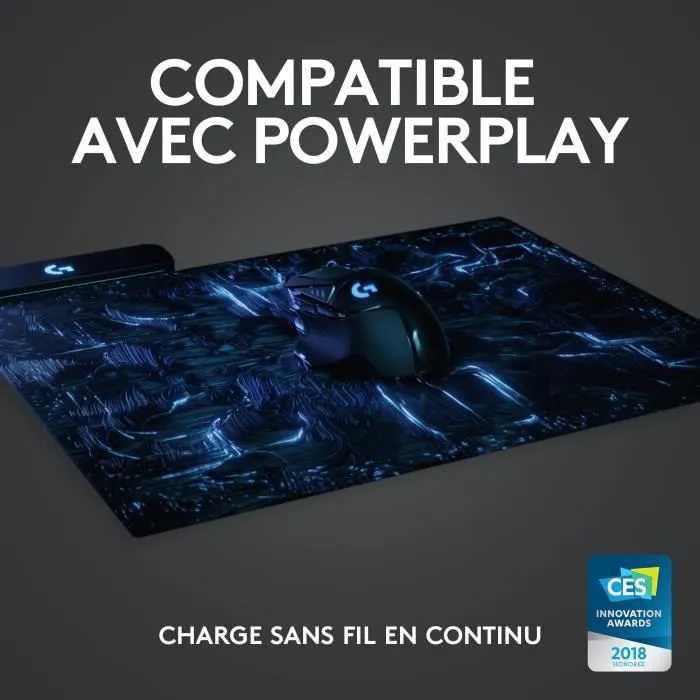 COMPATIBLE
AVEC POWERPLAY
CHARGE SANS FIL EN CONTINU
CES
INNOVATION
AWARDS
2018
HONOREE